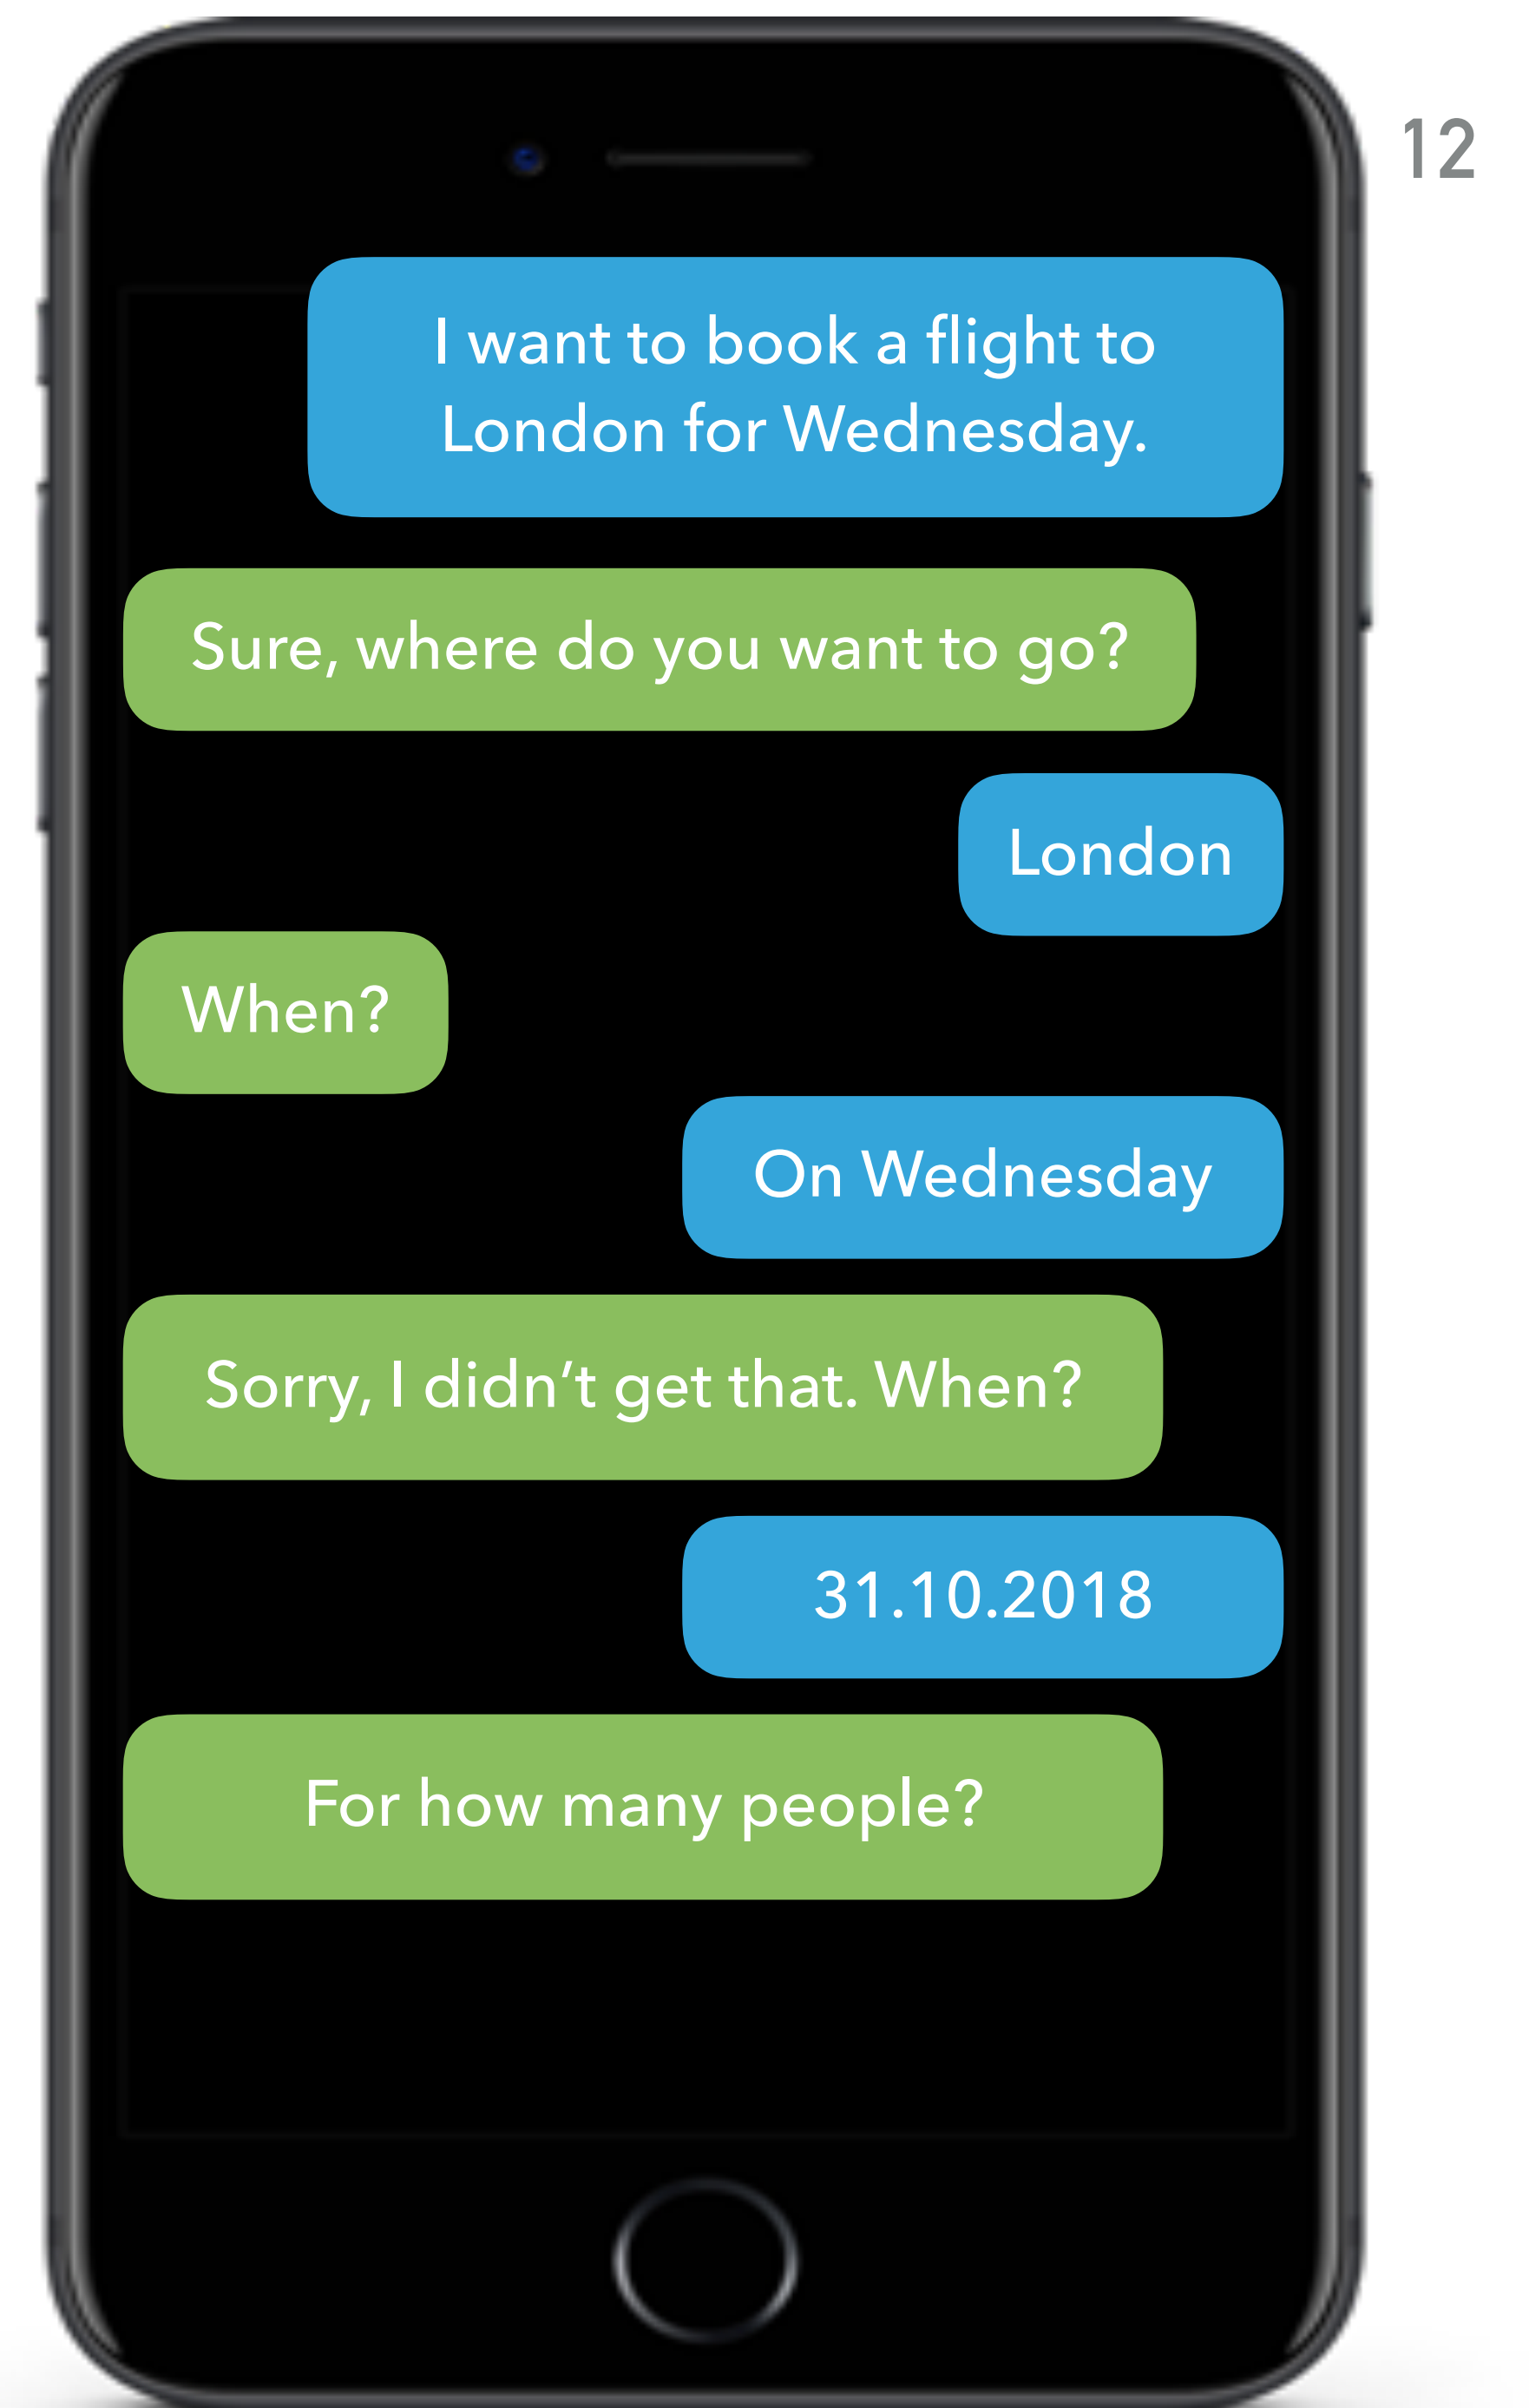 12
I want to book a flight to
London for Wednesday.
Sure, where do you want to go?
London
When?
On Wednesday
Sorry, I didn't get that. When?
31.10.2018
For how many people?